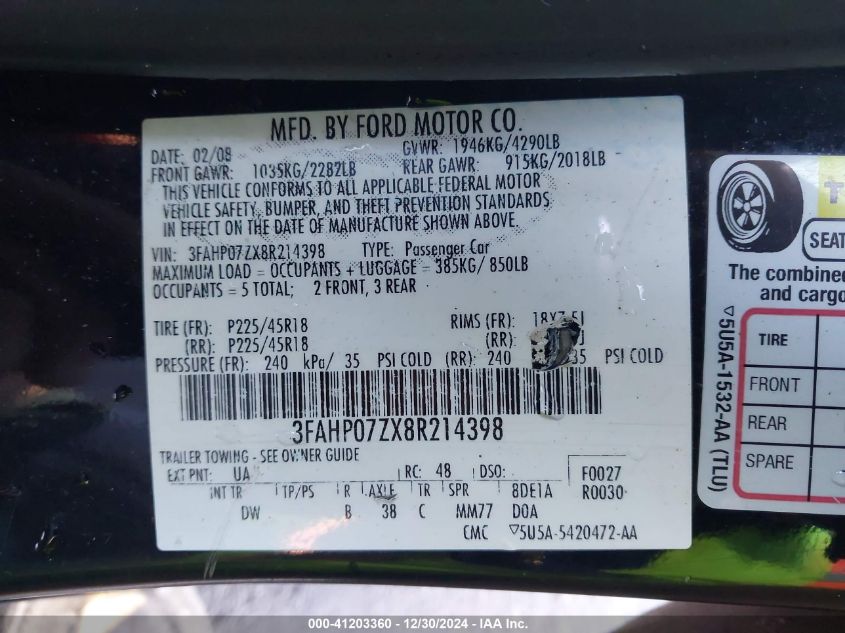 MFD. BY FORD MOTOR CO.
DATE: 02/08 GVWR: 1946KG/4290LB
FRONT GAWR: 1035KG/2282LB REAR GAWR: 915KG/2018LB
THIS VEHICLE CONFORMS TO ALL APPLICABLE FEDERAL MOTOR
VEHICLE SAFETY, BUMPER, AND THEFT PREVENTION STANDARDS
IN EFFECT ON THE DATE OF MANUFACTURE SHOWN ABOVE.
VIN: 3FAHP07ZX8R214398 TYPE: Passenger Car
MAXIMUM LOAD = OCCUPANTS + LUGGAGE = 385KG/ 850LB
OCCUPANTS = 5 TOTAL; 2 FRONT, 3 REAR
TIRE (FR): P225/45R18 RIMS (FR):
(RR): P225/45R18 (RR):
PRESSURE (FR): 240 kPa/ 35 PSI COLD (RR): 240 35 PSI COLD
3FAHP07ZX8R214398
TRAILER TOWING - SEE OWNER GUIDE
EXT PNT: UA RC: 48 DSO: F0027
INT TR TP/PS R AXLE TR SPR 8DE1A R0030
DW B 38 C MM77 D0A
CMC 5U5A-5420472-AA
SEAT
The combined
and cargo
TIRE
FRONT
REAR
SPARE
5U5A-1532-AA (TLU)
000-41203360 - 12/30/2024 - IAA Inc.